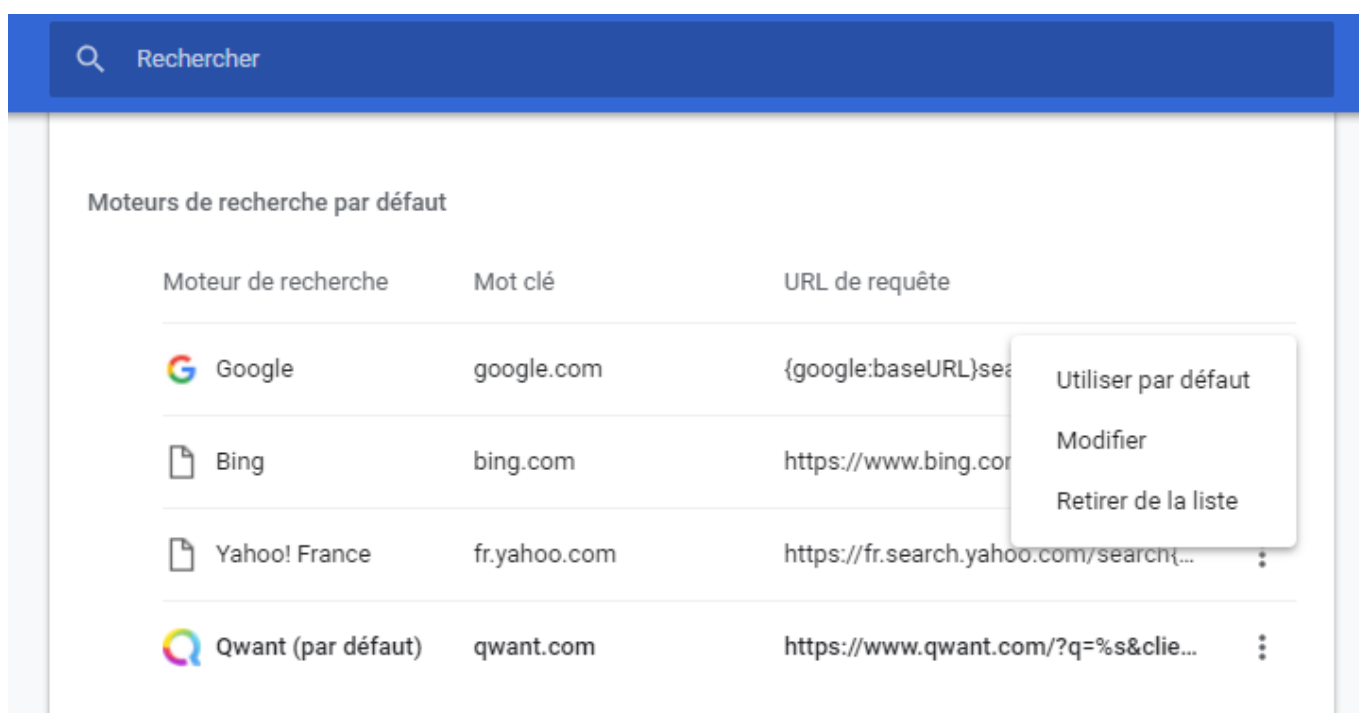 Rechercher
Moteurs de recherche par défaut
Moteur de recherche Mot clé URL de requête
Google google.com {google:baseURL}sea
Utiliser par défaut
Modifier
Bing bing.com https://www.bing.com
Retirer de la liste
Yahoo! France fr.yahoo.com https://fr.search.yahoo.com/search{...
Qwant (par défaut) qwant.com https://www.qwant.com/?q=%s&clie...